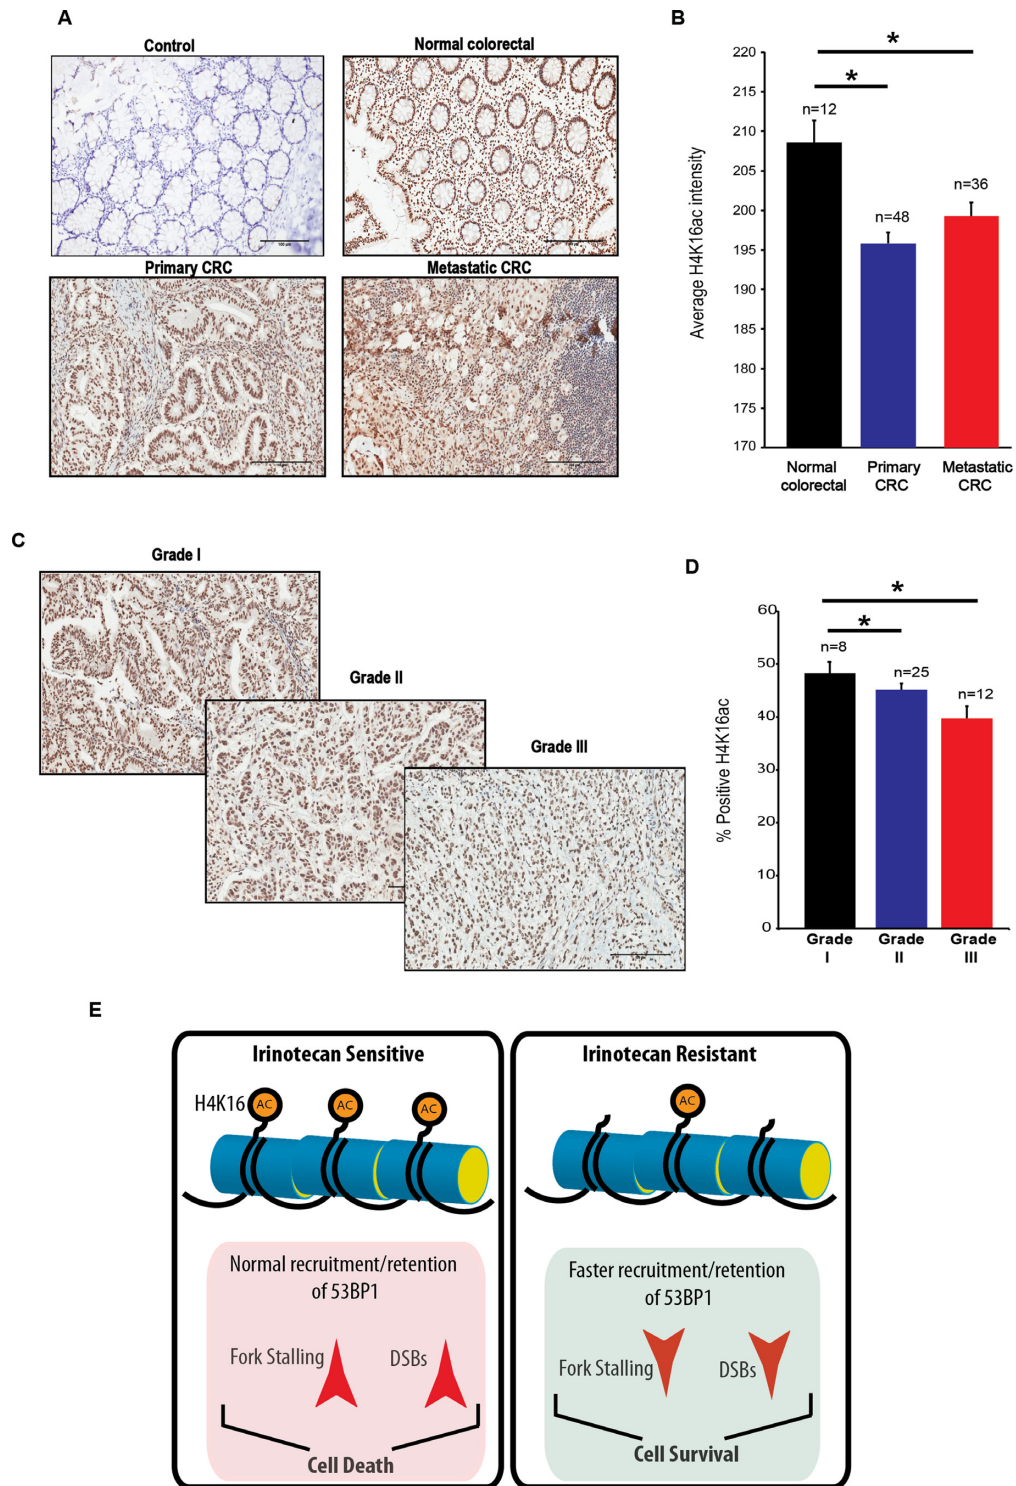 A
Control
Normal colorectal
100 µm
Primary CRC
Metastatic CRC
B
Average H4K16ac intensity
220
215
210
205
200
195
190
185
180
175
170
*
*
n=12
n=48
n=36
Normal colorectal
Primary CRC
Metastatic CRC
C
Grade I
Grade II
Grade III
D
% Positive H4K16ac
60
50
40
30
20
10
0
*
*
n=8
n=25
n=12
Grade I
Grade II
Grade III
E
Irinotecan Sensitive
H4K16
AC
AC
AC
Normal recruitment/retention
of 53BP1
Fork Stalling
DSBs
Cell Death
Irinotecan Resistant
AC
Faster recruitment/retention
of 53BP1
Fork Stalling
DSBs
Cell Survival